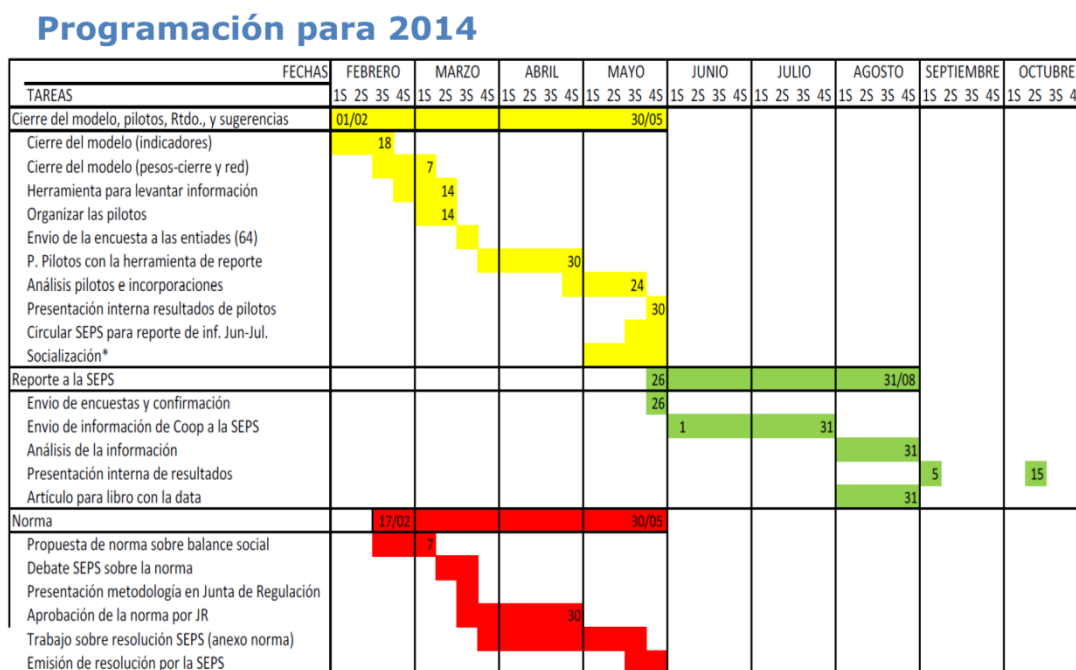 Programación para 2014
FECHAS FEBRERO MARZO ABRIL MAYO JUNIO JULIO AGOSTO SEPTIEMBRE OCTUBRE
TAREAS 1S 2S 3S 4S 1S 2S 3S 4S 1S 2S 3S 4S 1S 2S 3S 4S 1S 2S 3S 4S 1S 2S 3S 4S 1S 2S 3S 4S 1S 2S 3S 4S 1S 2S 3S 4S
Cierre del modelo, pilotos, Rtdo., y sugerencias 01/02 30/05
Cierre del modelo (indicadores) 18
Cierre del modelo (pesos-cierre y red) 7
Herramienta para levantar información 14
Organizar las pilotos 14
Envio de la encuesta a las entiades (64)
P. Pilotos con la herramienta de reporte 30
Análisis pilotos e incorporaciones 24
Presentación interna resultados de pilotos 30
Circular SEPS para reporte de inf. Jun-Jul.
Socialización*
Reporte a la SEPS 26 31/08
Envio de encuestas y confirmación 26
Envio de información de Coop a la SEPS 1 31
Análisis de la información 31
Presentación interna de resultados 5 15
Artículo para libro con la data 31
Norma 17/02 30/05
Propuesta de norma sobre balance social 7
Debate SEPS sobre la norma
Presentación metodología en Junta de Regulación
Aprobación de la norma por JR 30
Trabajo sobre resolución SEPS (anexo norma)
Emisión de resolución por la SEPS